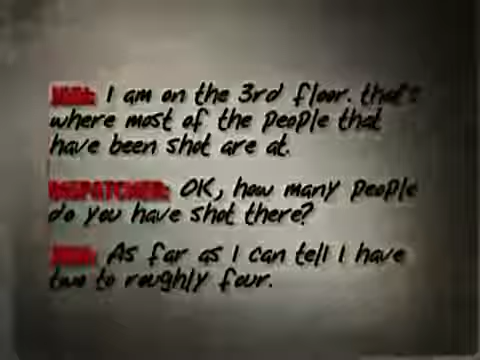 I am on the 3rd floor. that's
where most of the people that
have been shot are at.
DISPATCHER: OK, how many people
do you have shot there?
As far as I can tell I have
two to roughly four.